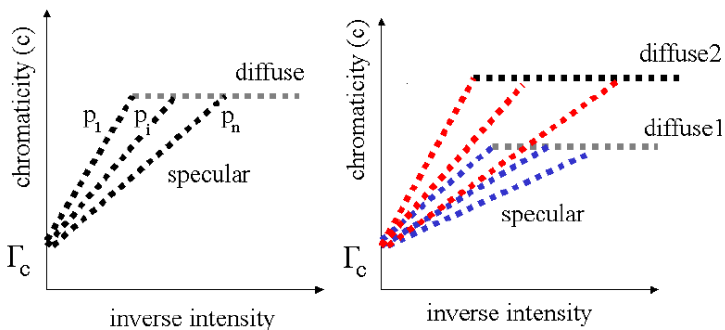 chromaticity (c)
diffuse
p1 pi pn
specular
Γc
inverse intensity
chromaticity (c)
diffuse2
diffuse1
specular
Γc
inverse intensity